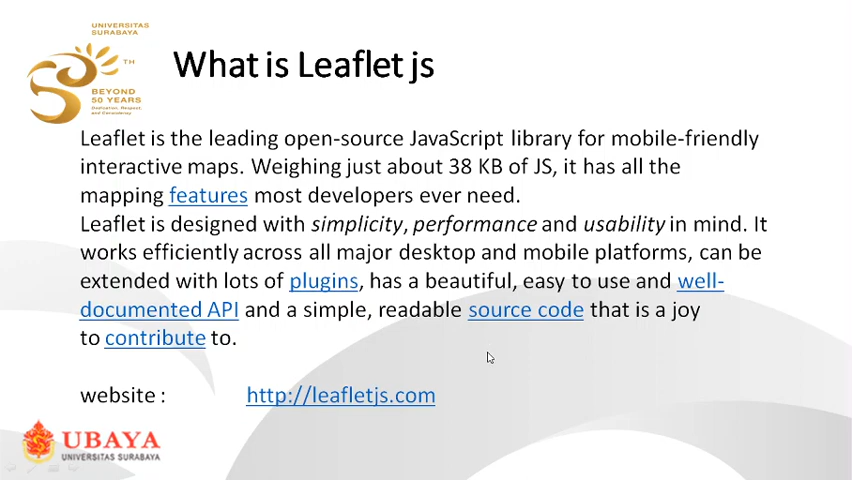 UNIVERSITAS
SURABAYA
TH
BEYOND
50 YEARS
What is Leaflet js
Leaflet is the leading open-source JavaScript library for mobile-friendly
interactive maps. Weighing just about 38 KB of JS, it has all the
mapping features most developers ever need.
Leaflet is designed with simplicity, performance and usability in mind. It
works efficiently across all major desktop and mobile platforms, can be
extended with lots of plugins, has a beautiful, easy to use and well-
documented API and a simple, readable source code that is a joy
to contribute to.
website : http://leafletjs.com
UBAYA
UNIVERSITAS SURABAYA